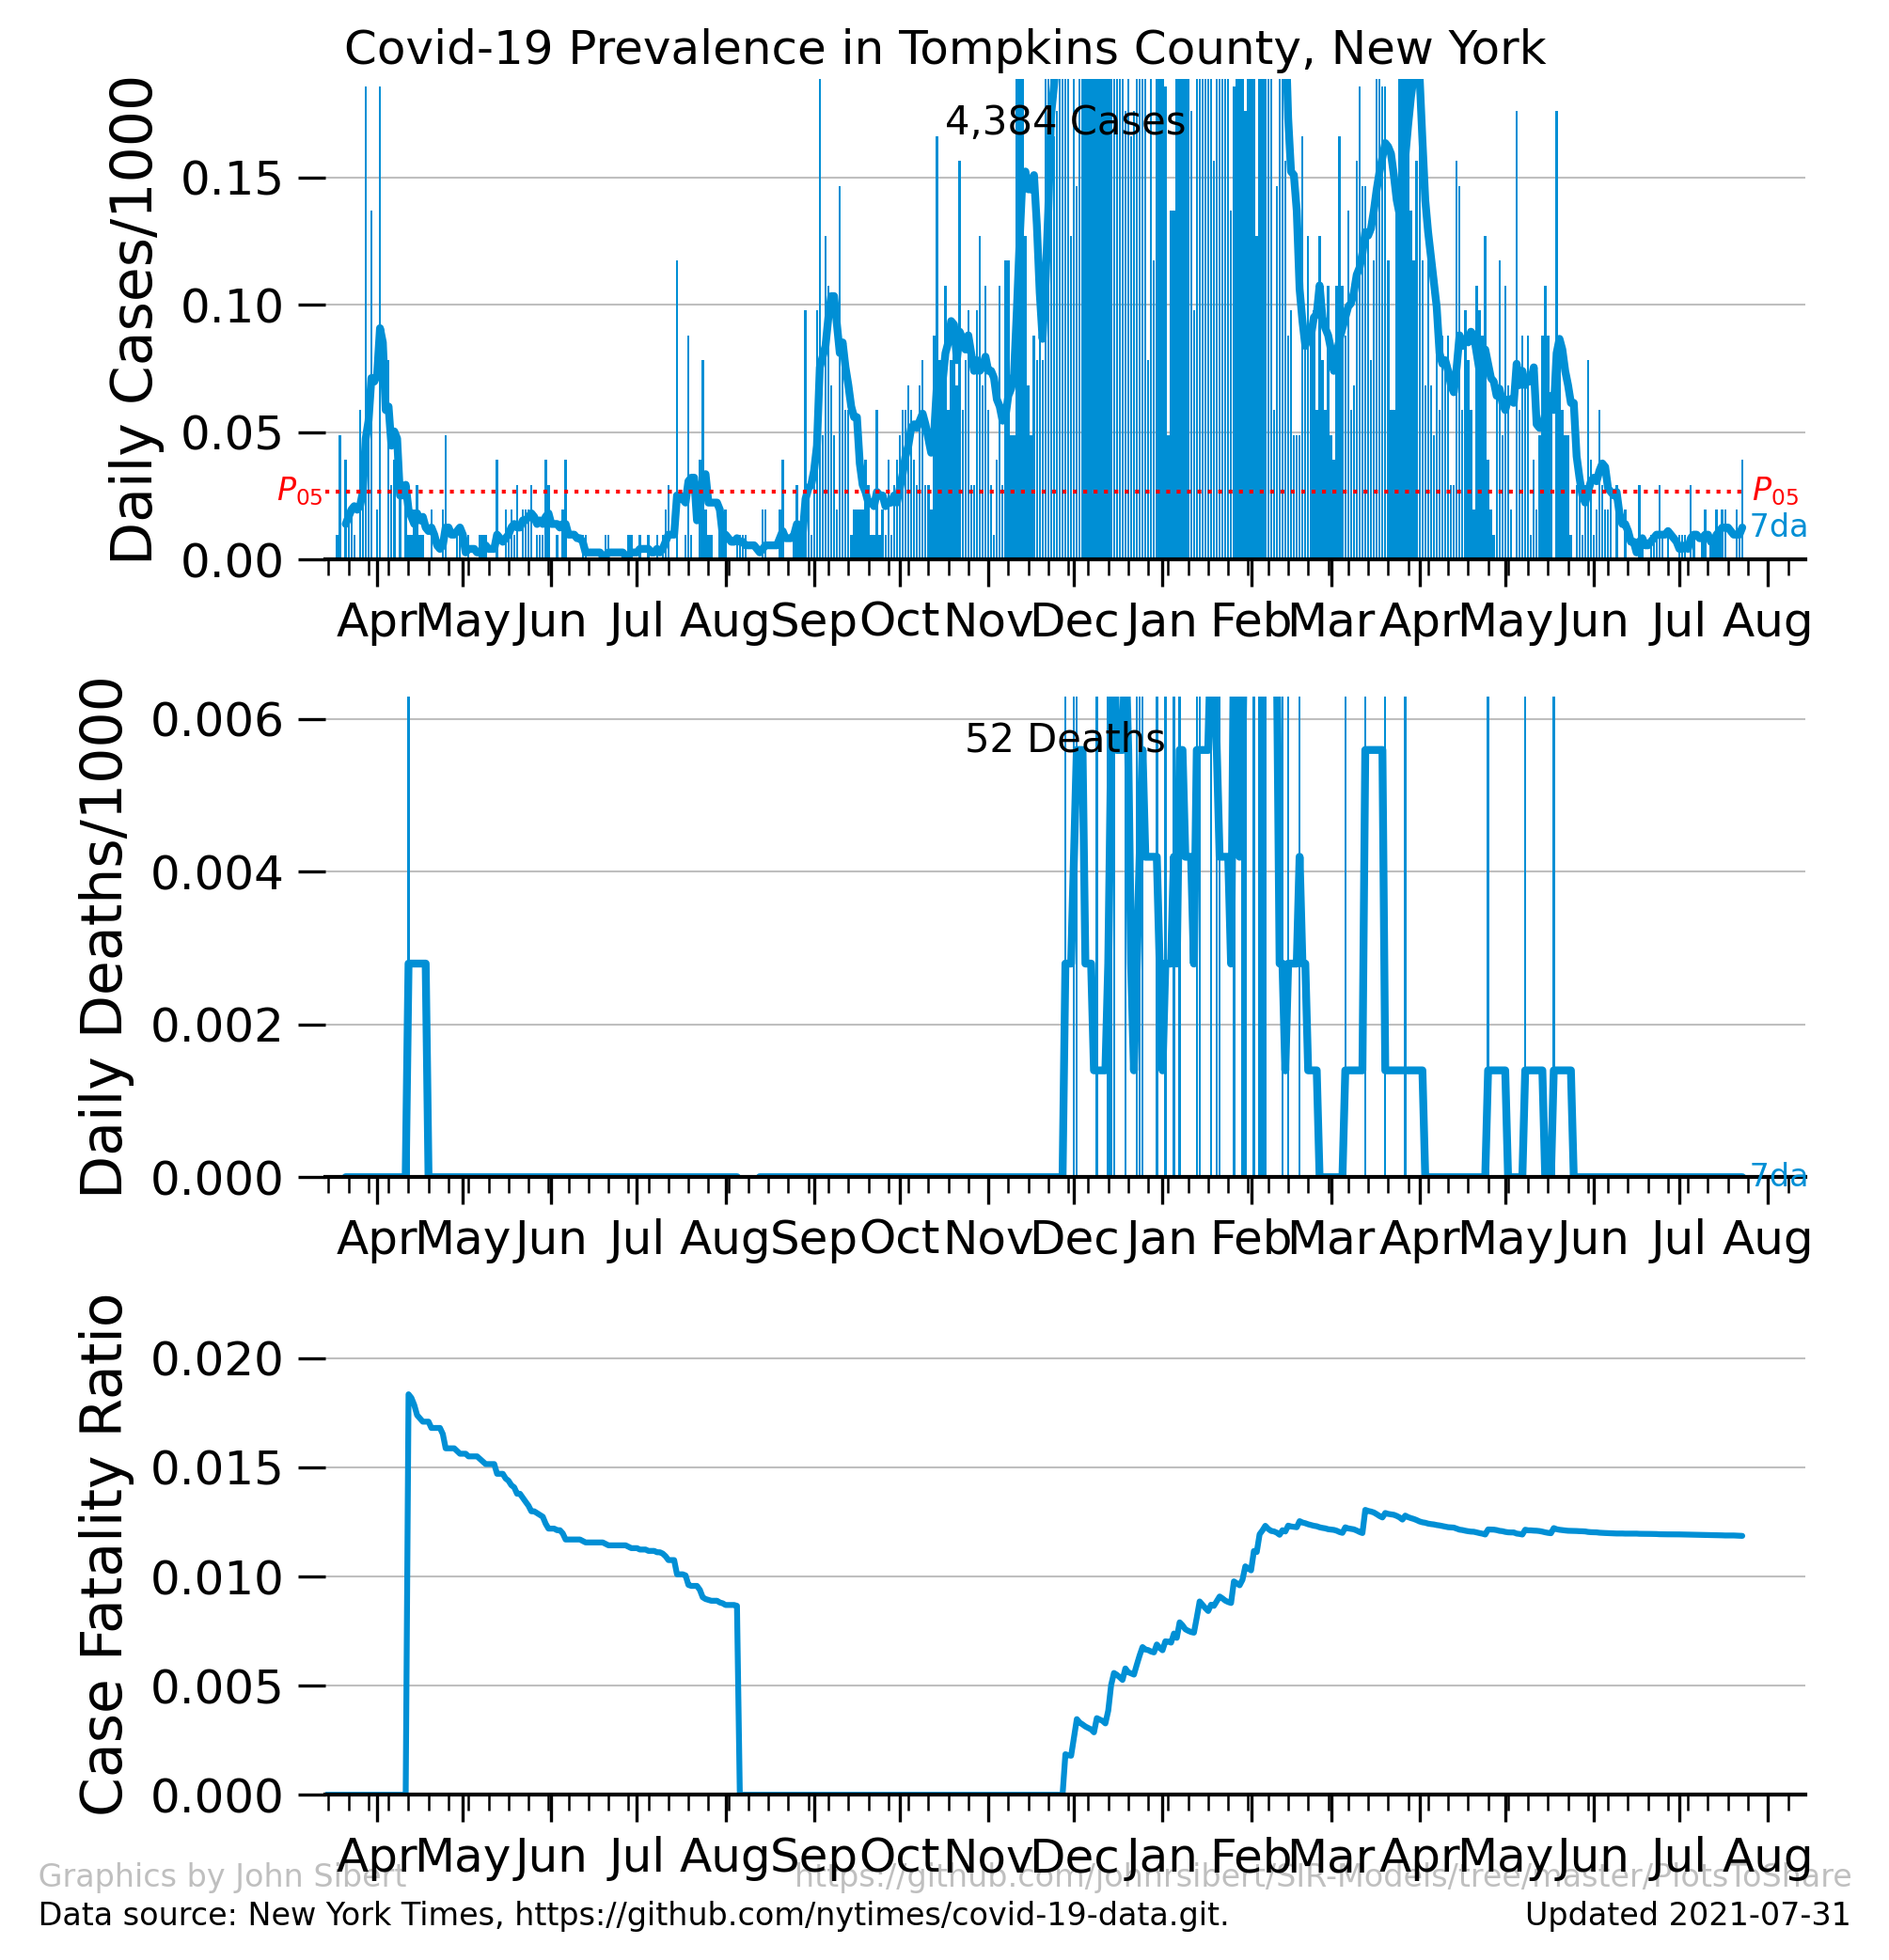 Covid-19 Prevalence in Tompkins County, New York
Daily Cases/1000
4,384 Cases
0.15
0.10
0.05
0.00
P05
P05
7da
Apr May Jun Jul Aug Sep Oct Nov Dec Jan Feb Mar Apr May Jun Jul Aug
Daily Deaths/1000
52 Deaths
0.006
0.004
0.002
0.000
7da
Apr May Jun Jul Aug Sep Oct Nov Dec Jan Feb Mar Apr May Jun Jul Aug
Case Fatality Ratio
0.020
0.015
0.010
0.005
0.000
Apr May Jun Jul Aug Sep Oct Nov Dec Jan Feb Mar Apr May Jun Jul Aug
Graphics by John Sibert https://github.com/johnrsibert/SIR-Models/tree/master/PlotsToShare
Data source: New York Times, https://github.com/nytimes/covid-19-data.git. Updated 2021-07-31